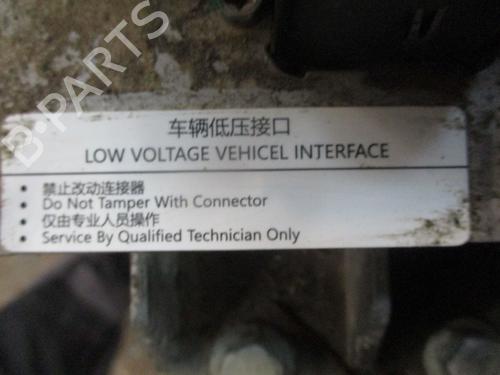 B-PARTS
车辆低压接口
LOW VOLTAGE VEHICEL INTERFACE
• 禁止改动连接器
• Do Not Tamper With Connector
• 仅由专业人员操作
• Service By Qualified Technician Only